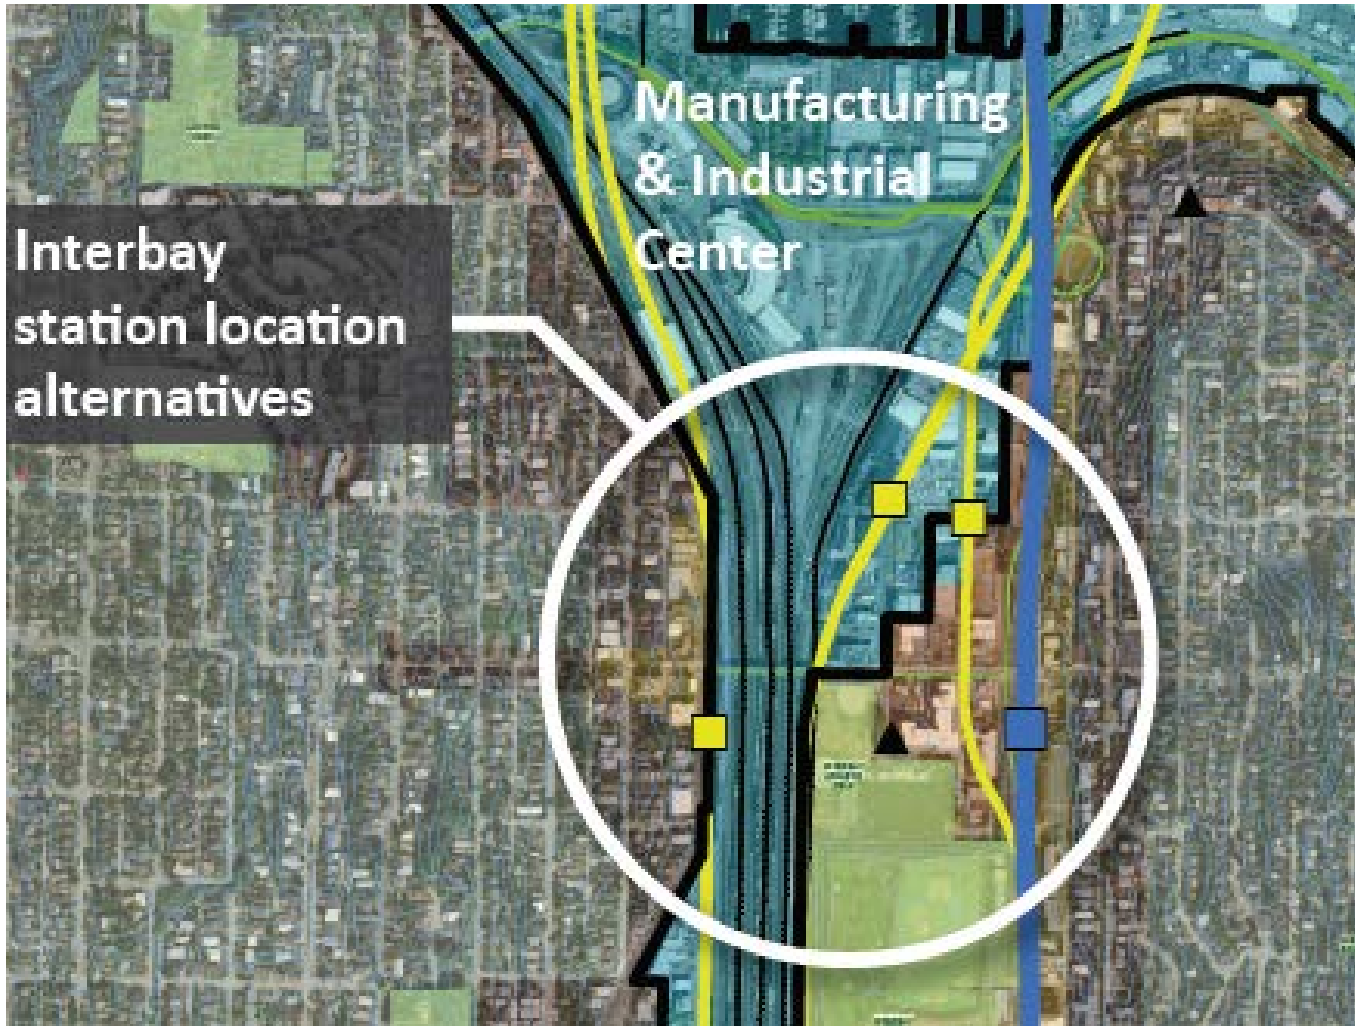 Manufacturing
& Industrial
Center
Interbay
station location
alternatives